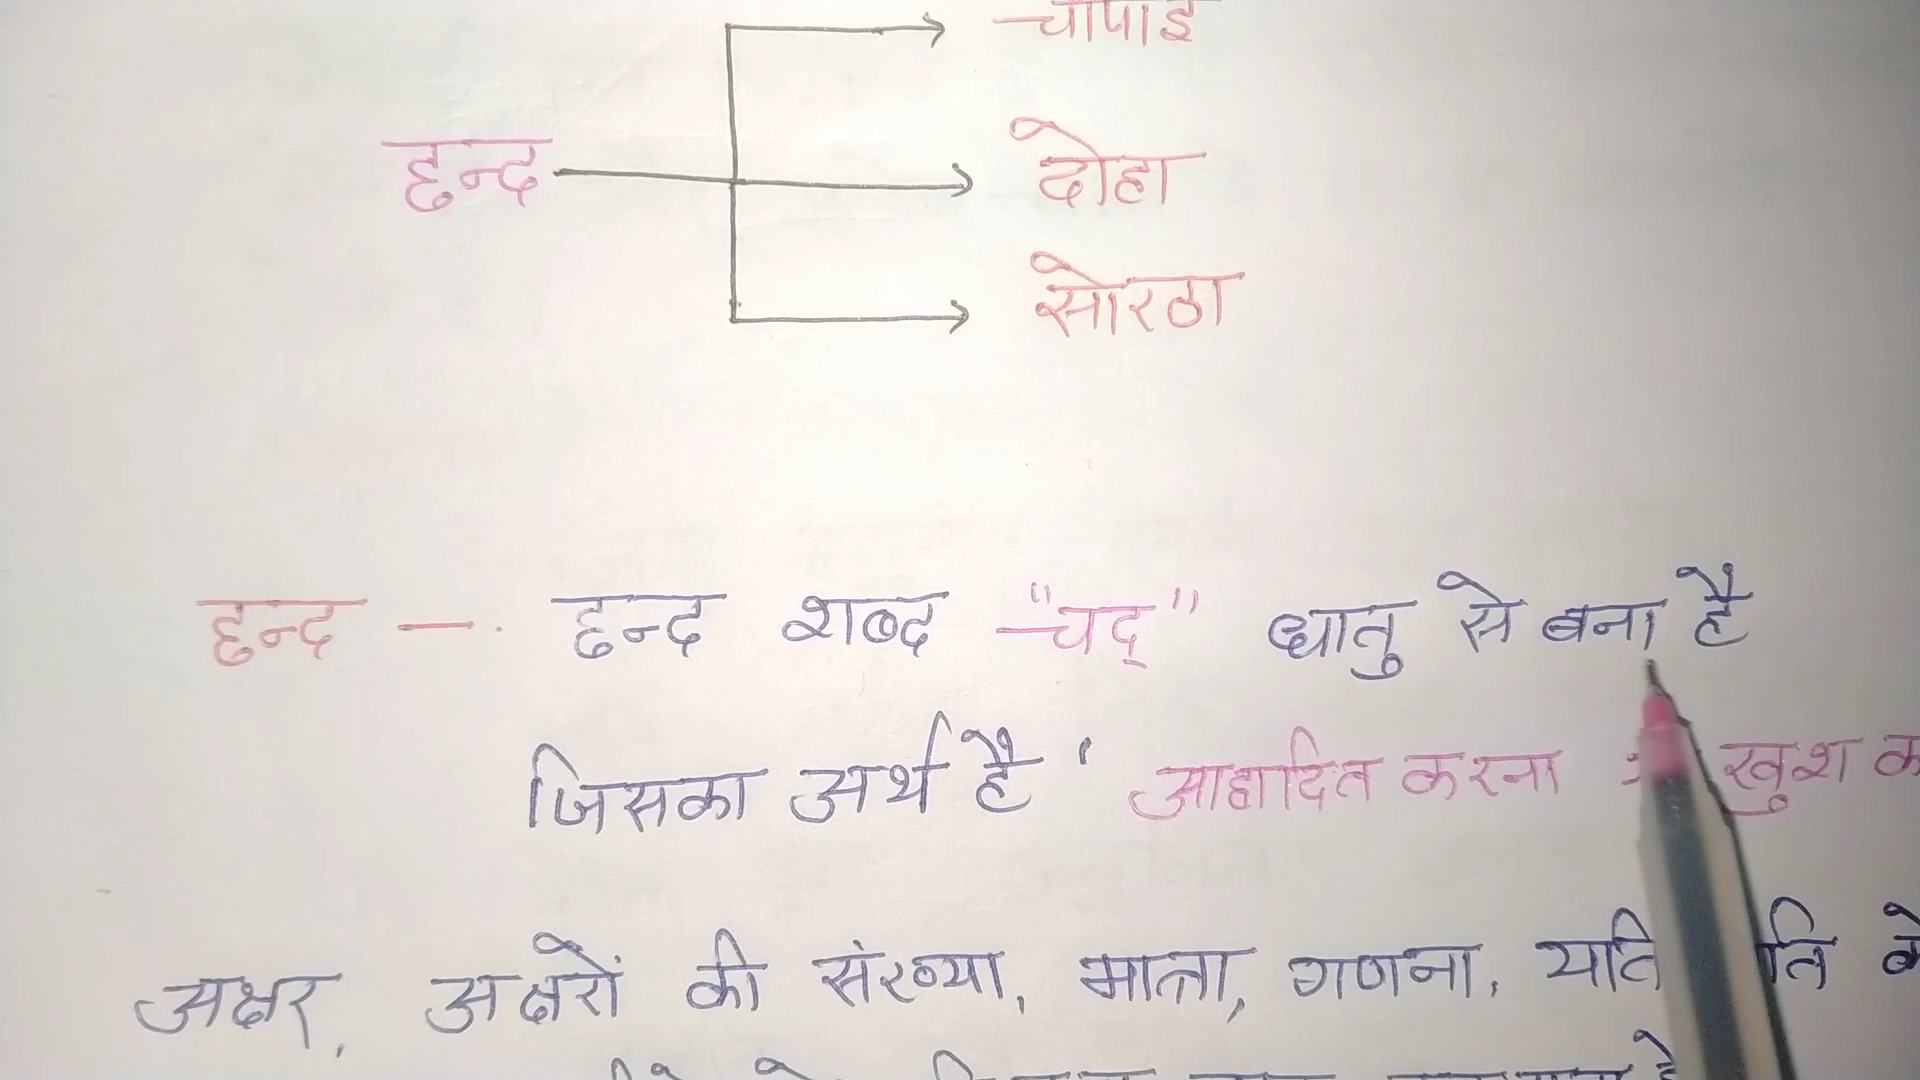 चौपाई
छन्द
दोहा
सोरठा
छन्द — छन्द शब्द "चद्" धातु से बना है
जिसका अर्थ है ' आहादित करना खुश
अक्षर, अक्षरों की संख्या, मात्रा, गणना, यति